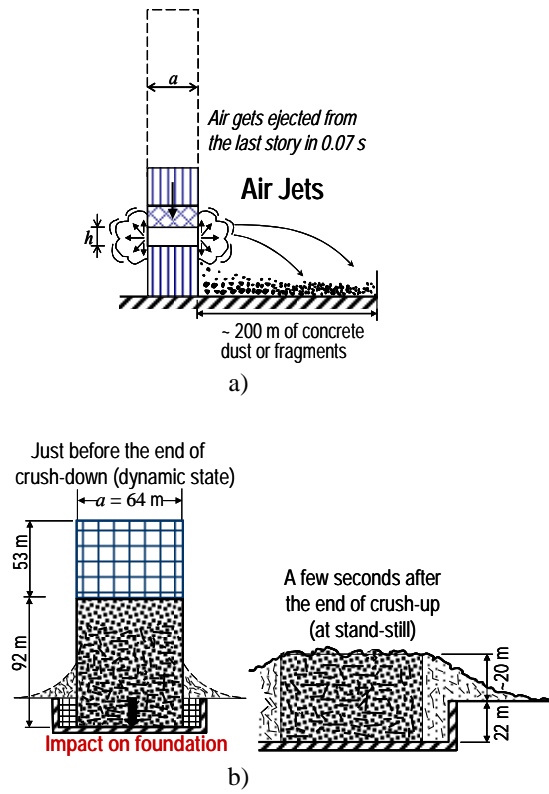 a
Air gets ejected from
the last story in 0.07 s
Air Jets
h
~ 200 m of concrete
dust or fragments
a)
Just before the end of
crush-down (dynamic state)
a = 64 m
53 m
92 m
A few seconds after
the end of crush-up
(at stand-still)
~20 m
22 m
Impact on foundation
b)